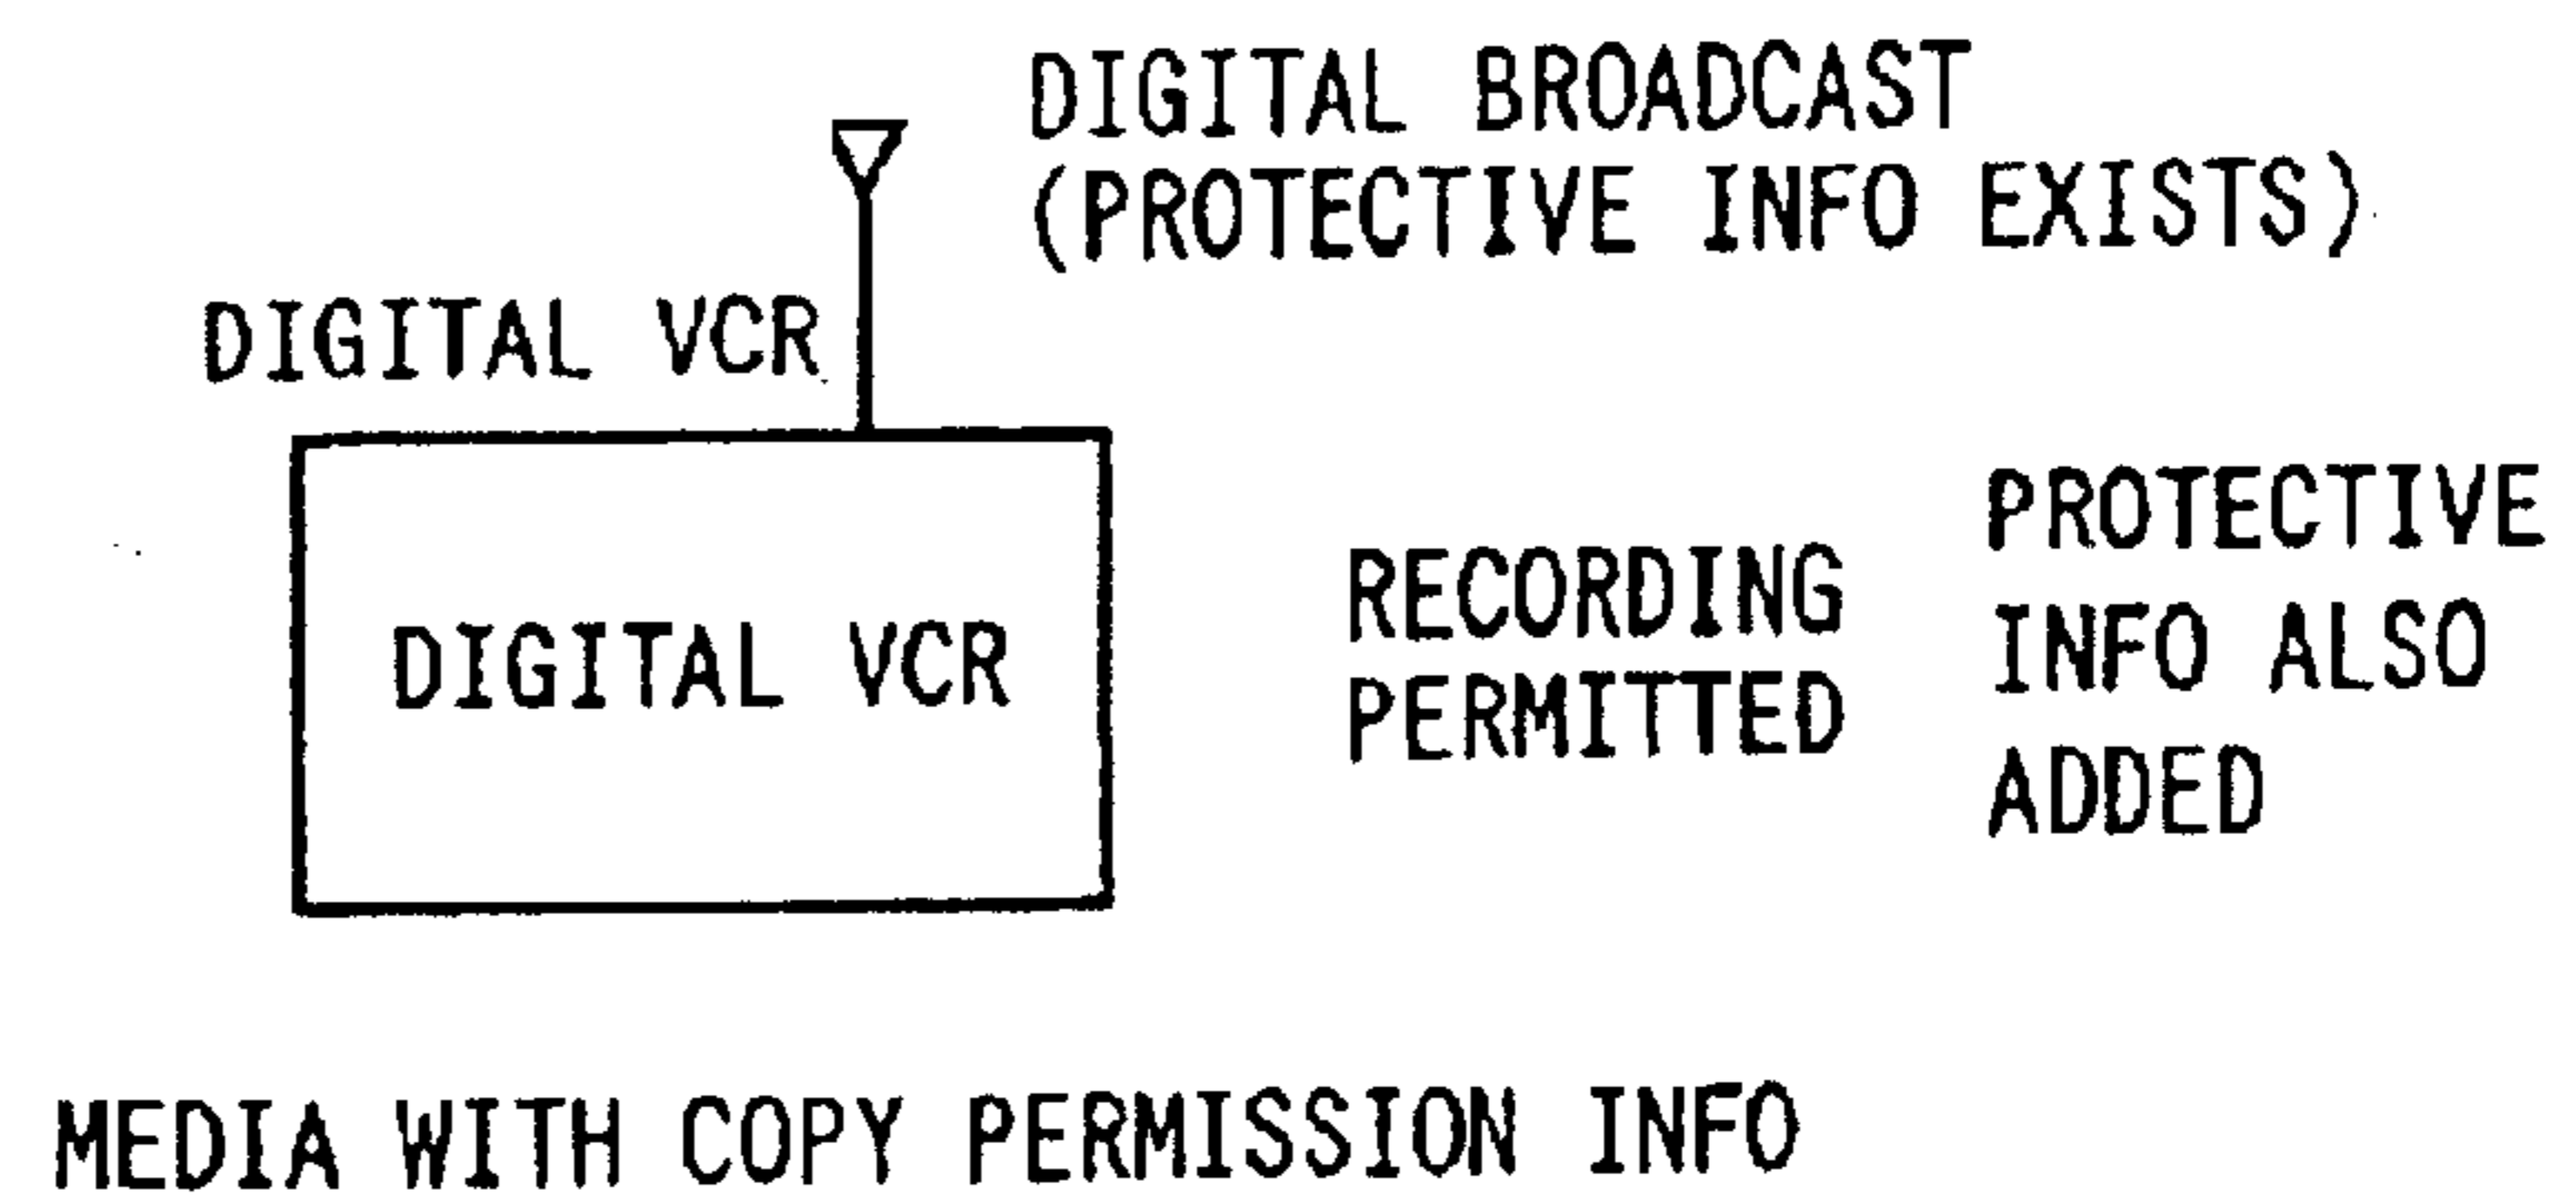 DIGITAL BROADCAST
(PROTECTIVE INFO EXISTS)
DIGITAL VCR
DIGITAL VCR
RECORDING
PERMITTED
PROTECTIVE
INFO ALSO
ADDED
MEDIA WITH COPY PERMISSION INFO